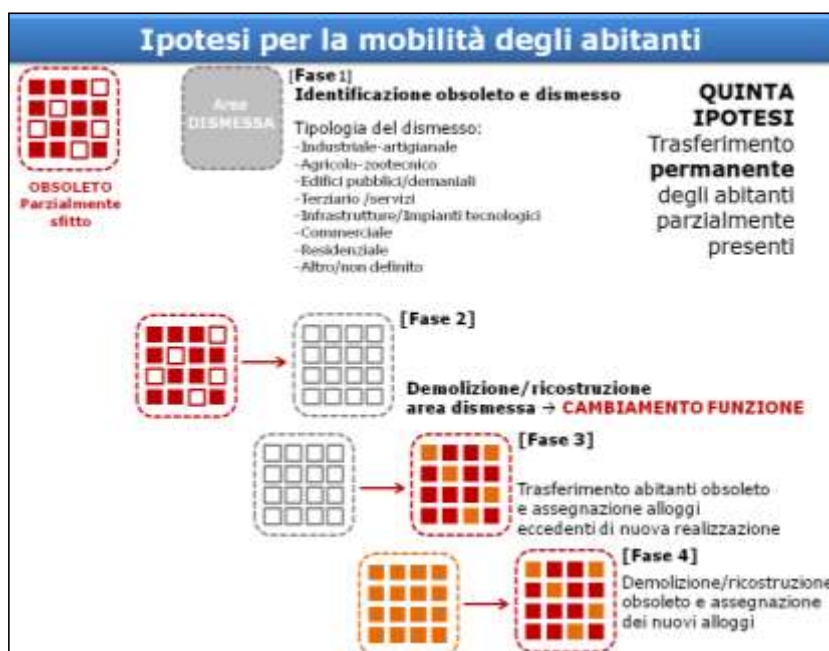 Ipotesi per la mobilità degli abitanti
OBSOLETO
Parzialmente
sfitto
Area
DISMESSA
[Fase 1]
Identificazione obsoleto e dismesso
Tipologia del dismesso:
-Industriale-artigianale
-Agricolo-zootecnico
-Edifici pubblici/demaniali
-Terziario /servizi
-Infrastrutture/Impianti tecnologici
-Commerciale
-Residenziale
-Altro/non definito
QUINTA
IPOTESI
Trasferimento
permanente
degli abitanti
parzialmente
presenti
[Fase 2]
Demolizione/ricostruzione
area dismessa → CAMBIAMENTO FUNZIONE
[Fase 3]
Trasferimento abitanti obsoleto
e assegnazione alloggi
eccedenti di nuova realizzazione
[Fase 4]
Demolizione/ricostruzione
obsoleto e assegnazione
dei nuovi alloggi